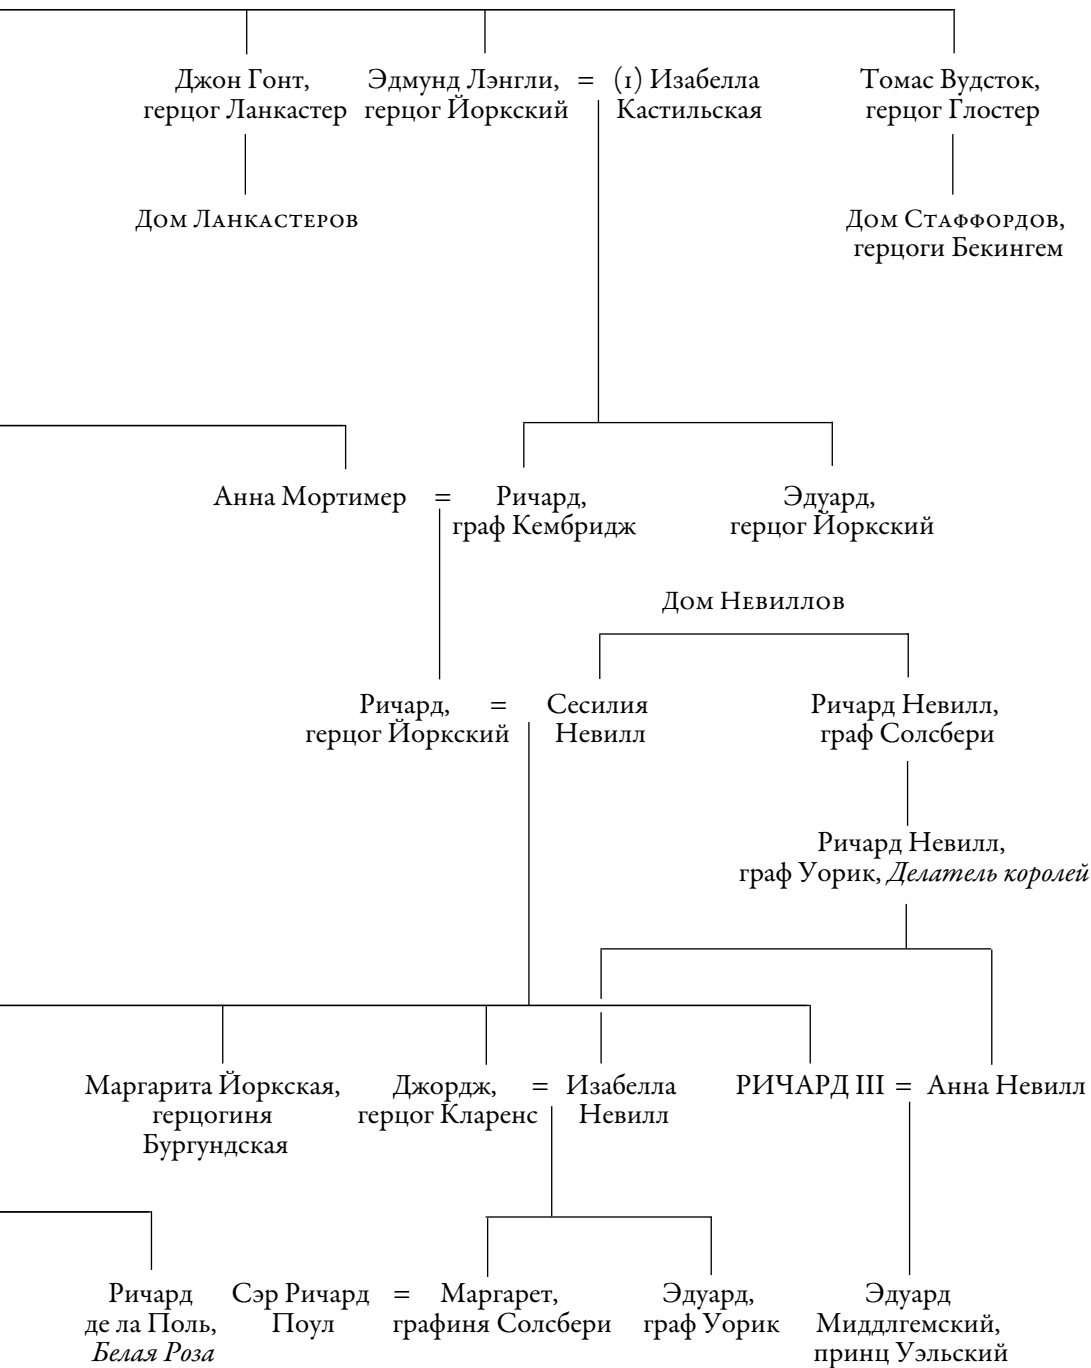 Джон Гонт,
герцог Ланкастер
Эдмунд Лэнгли,
герцог Йоркский
=
(1) Изабелла
Кастильская
Томас Вудсток,
герцог Глостер
Дом Ланкастеров
Дом Стаффордов,
герцоги Бекингем
Анна Мортимер
=
Ричард,
граф Кембридж
Эдуард,
герцог Йоркский
Дом Невиллов
Ричард,
герцог Йоркский
=
Сесилия
Невилл
Ричард Невилл,
граф Солсбери
Ричард Невилл,
граф Уорик, Делатель королей
Маргарита Йоркская,
герцогиня
Бургундская
Джордж,
герцог Кларенс
=
Изабелла
Невилл
РИЧАРД III
=
Анна Невилл
Ричард
де ла Поль,
Белая Роза
Сэр Ричард
Поул
=
Маргарет,
графиня Солсбери
Эдуард,
граф Уорик
Эдуард
Миддлгемский,
принц Уэльский